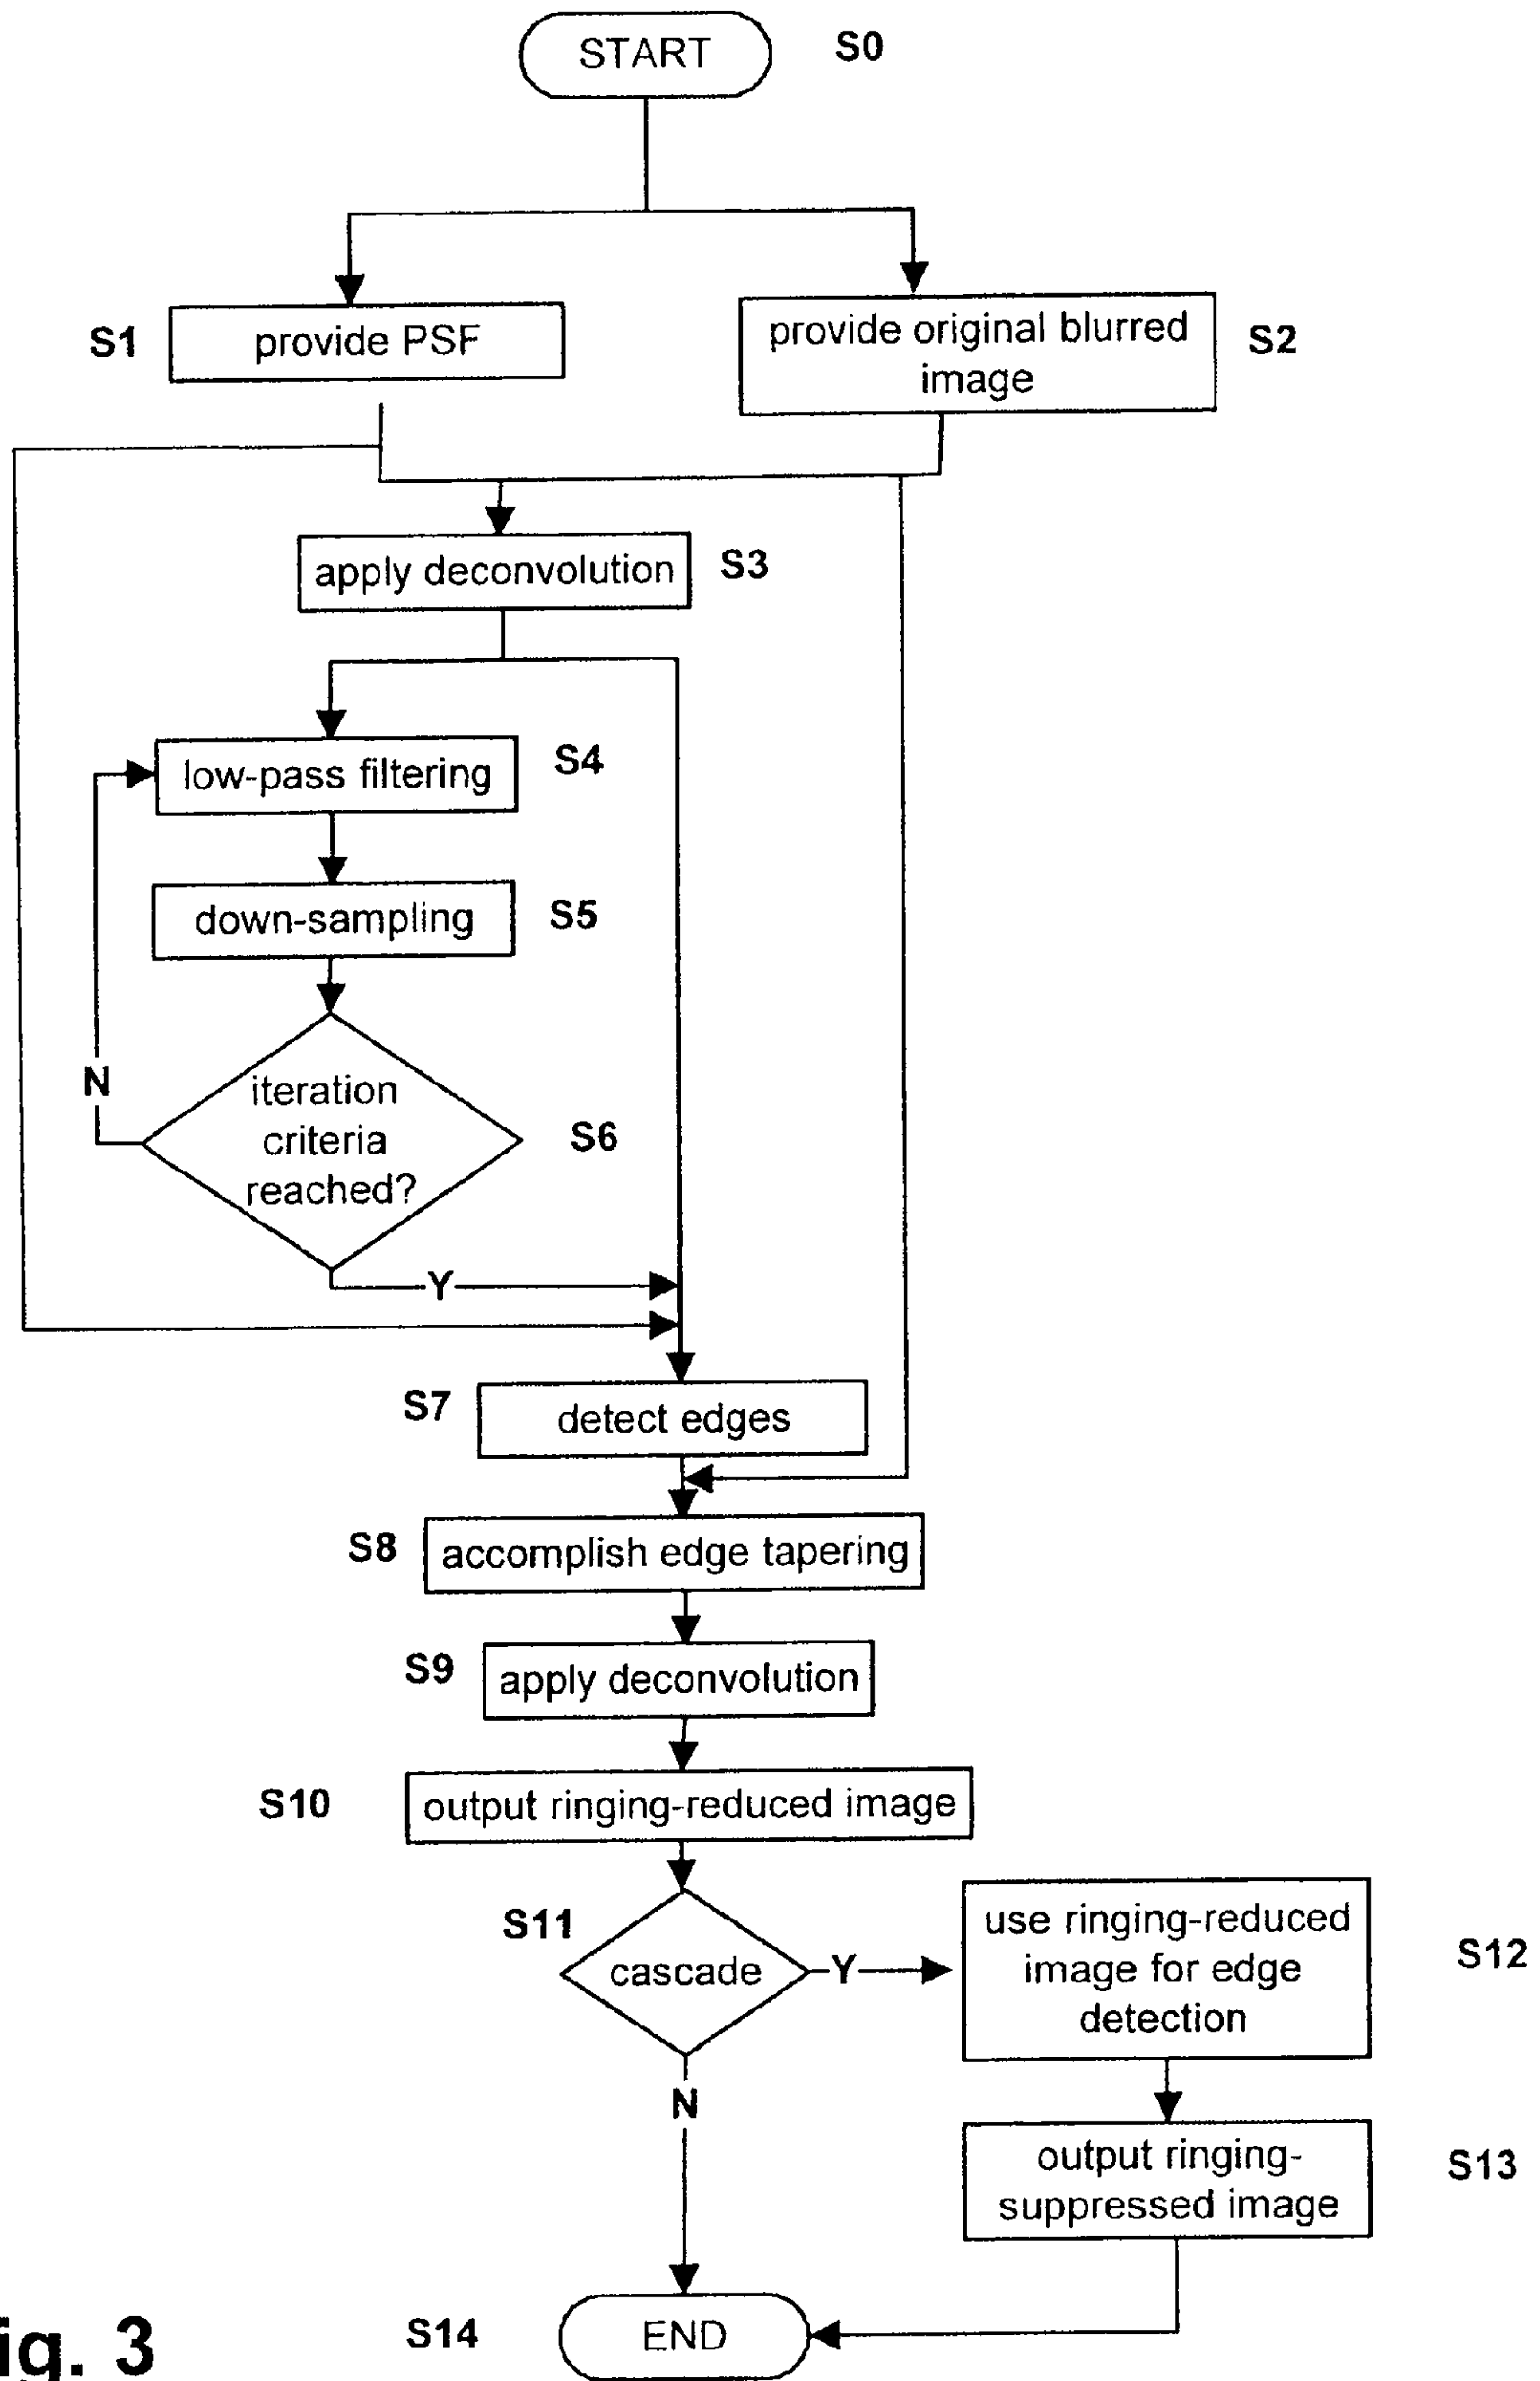 START
S0
S1
provide PSF
provide original blurred
image
S2
apply deconvolution
S3
low-pass filtering
S4
down-sampling
S5
N
iteration
criteria
reached?
S6
Y
S7
detect edges
S8
accomplish edge tapering
S9
apply deconvolution
S10
output ringing-reduced image
S11
cascade
Y
use ringing-reduced
image for edge
detection
S12
N
output ringing-
suppressed image
S13
S14
END
ig. 3